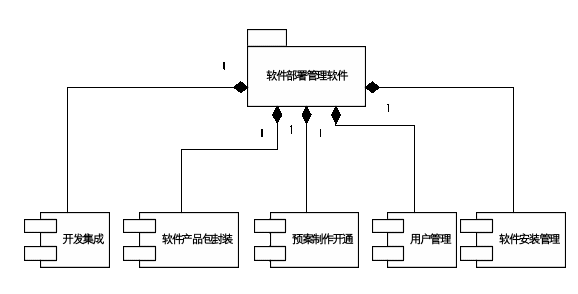 1
软件部署管理软件
1
1
1
1
开发集成
软件产品包封装
预案制作开通
用户管理
软件安装管理